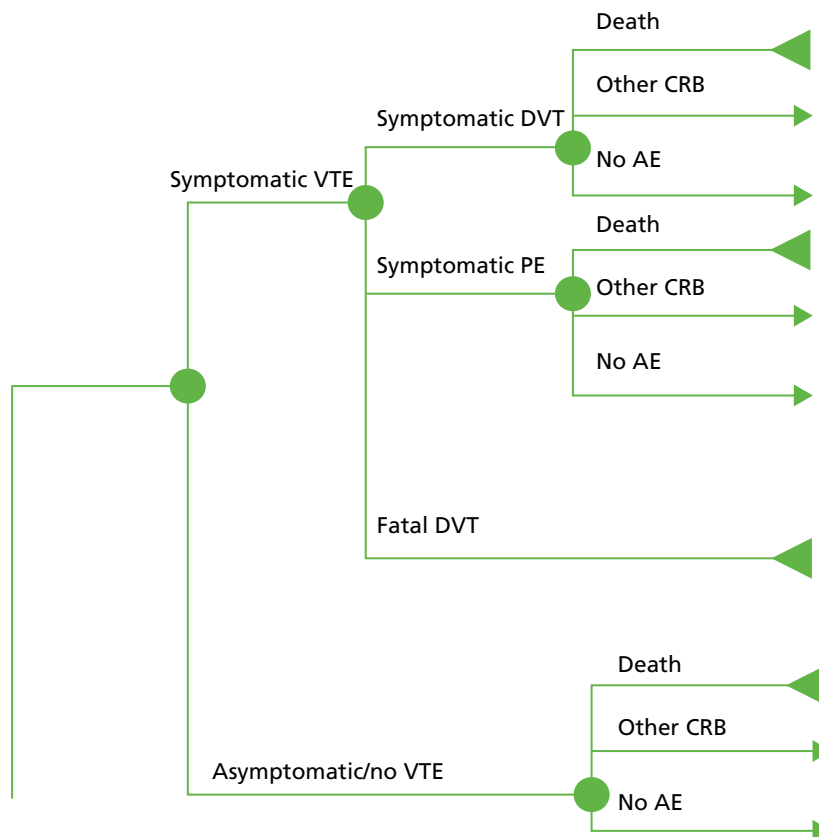 Death
Other CRB
Symptomatic DVT
No AE
Symptomatic VTE
Death
Symptomatic PE
Other CRB
No AE
Fatal DVT
Death
Other CRB
Asymptomatic/no VTE
No AE